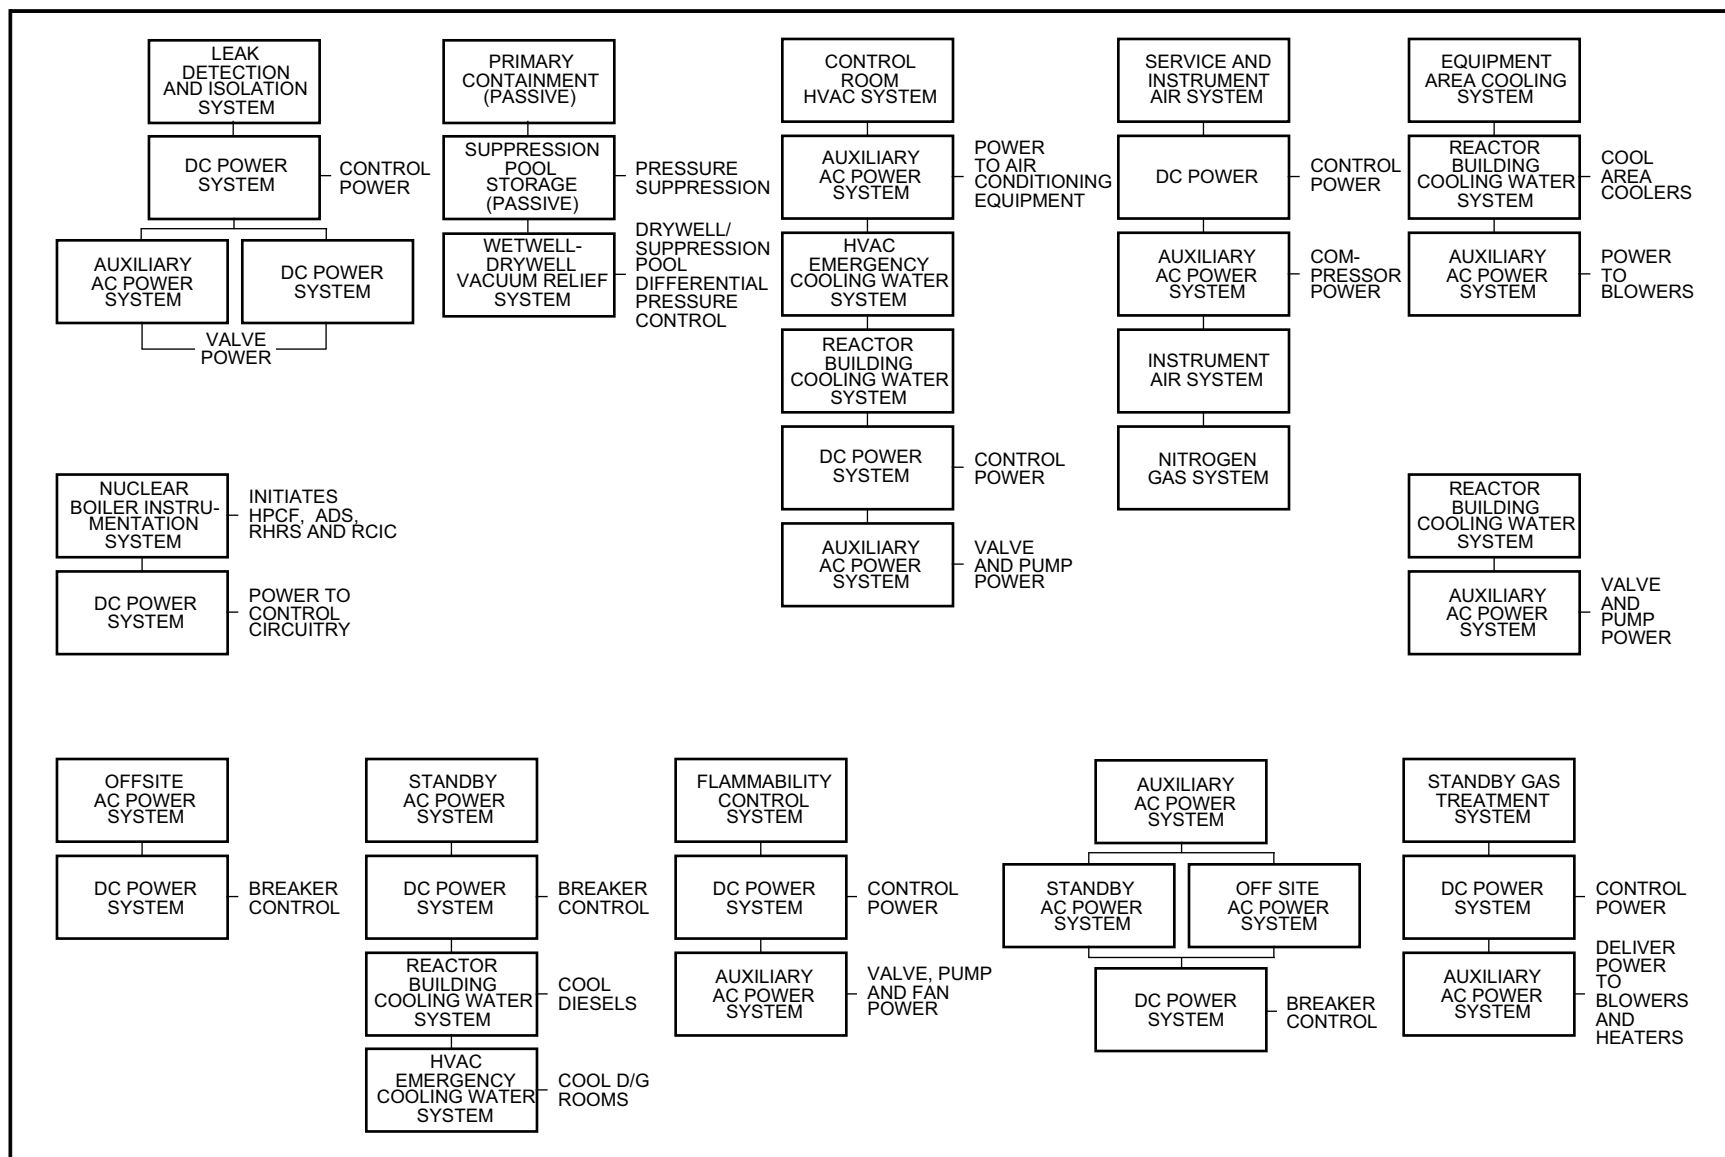 LEAK
DETECTION
AND ISOLATION
SYSTEM
DC POWER
SYSTEM
CONTROL
POWER
AUXILIARY
AC POWER
SYSTEM
DC POWER
SYSTEM
VALVE
POWER
PRIMARY
CONTAINMENT
(PASSIVE)
SUPPRESSION
POOL
STORAGE
(PASSIVE)
PRESSURE
SUPPRESSION
WETWELL-
DRYWELL
VACUUM RELIEF
SYSTEM
DRYWELL/
SUPPRESSION
POOL
DIFFERENTIAL
PRESSURE
CONTROL
CONTROL
ROOM
HVAC SYSTEM
AUXILIARY
AC POWER
SYSTEM
POWER
TO AIR
CONDITIONING
EQUIPMENT
HVAC
EMERGENCY
COOLING WATER
SYSTEM
REACTOR
BUILDING
COOLING WATER
SYSTEM
DC POWER
SYSTEM
CONTROL
POWER
AUXILIARY
AC POWER
SYSTEM
VALVE
AND PUMP
POWER
SERVICE AND
INSTRUMENT
AIR SYSTEM
DC POWER
CONTROL
POWER
AUXILIARY
AC POWER
SYSTEM
COM-
PRESSOR
POWER
INSTRUMENT
AIR SYSTEM
NITROGEN
GAS SYSTEM
EQUIPMENT
AREA COOLING
SYSTEM
REACTOR
BUILDING
COOLING WATER
SYSTEM
COOL
AREA
COOLERS
AUXILIARY
AC POWER
SYSTEM
POWER
TO
BLOWERS
NUCLEAR
BOILER INSTRU-
MENTATION
SYSTEM
INITIATES
HPCF, ADS,
RHRS AND RCIC
DC POWER
SYSTEM
POWER TO
CONTROL
CIRCUITRY
REACTOR
BUILDING
COOLING WATER
SYSTEM
AUXILIARY
AC POWER
SYSTEM
VALVE
AND
PUMP
POWER
OFFSITE
AC POWER
SYSTEM
DC POWER
SYSTEM
BREAKER
CONTROL
STANDBY
AC POWER
SYSTEM
DC POWER
SYSTEM
BREAKER
CONTROL
REACTOR
BUILDING
COOLING WATER
SYSTEM
COOL
DIESELS
HVAC
EMERGENCY
COOLING WATER
SYSTEM
COOL D/G
ROOMS
FLAMMABILITY
CONTROL
SYSTEM
DC POWER
SYSTEM
CONTROL
POWER
AUXILIARY
AC POWER
SYSTEM
VALVE, PUMP
AND FAN
POWER
AUXILIARY
AC POWER
SYSTEM
STANDBY
AC POWER
SYSTEM
OFF SITE
AC POWER
SYSTEM
DC POWER
SYSTEM
BREAKER
CONTROL
STANDBY GAS
TREATMENT
SYSTEM
DC POWER
SYSTEM
CONTROL
POWER
AUXILIARY
AC POWER
SYSTEM
DELIVER
POWER
TO
BLOWERS
AND
HEATERS